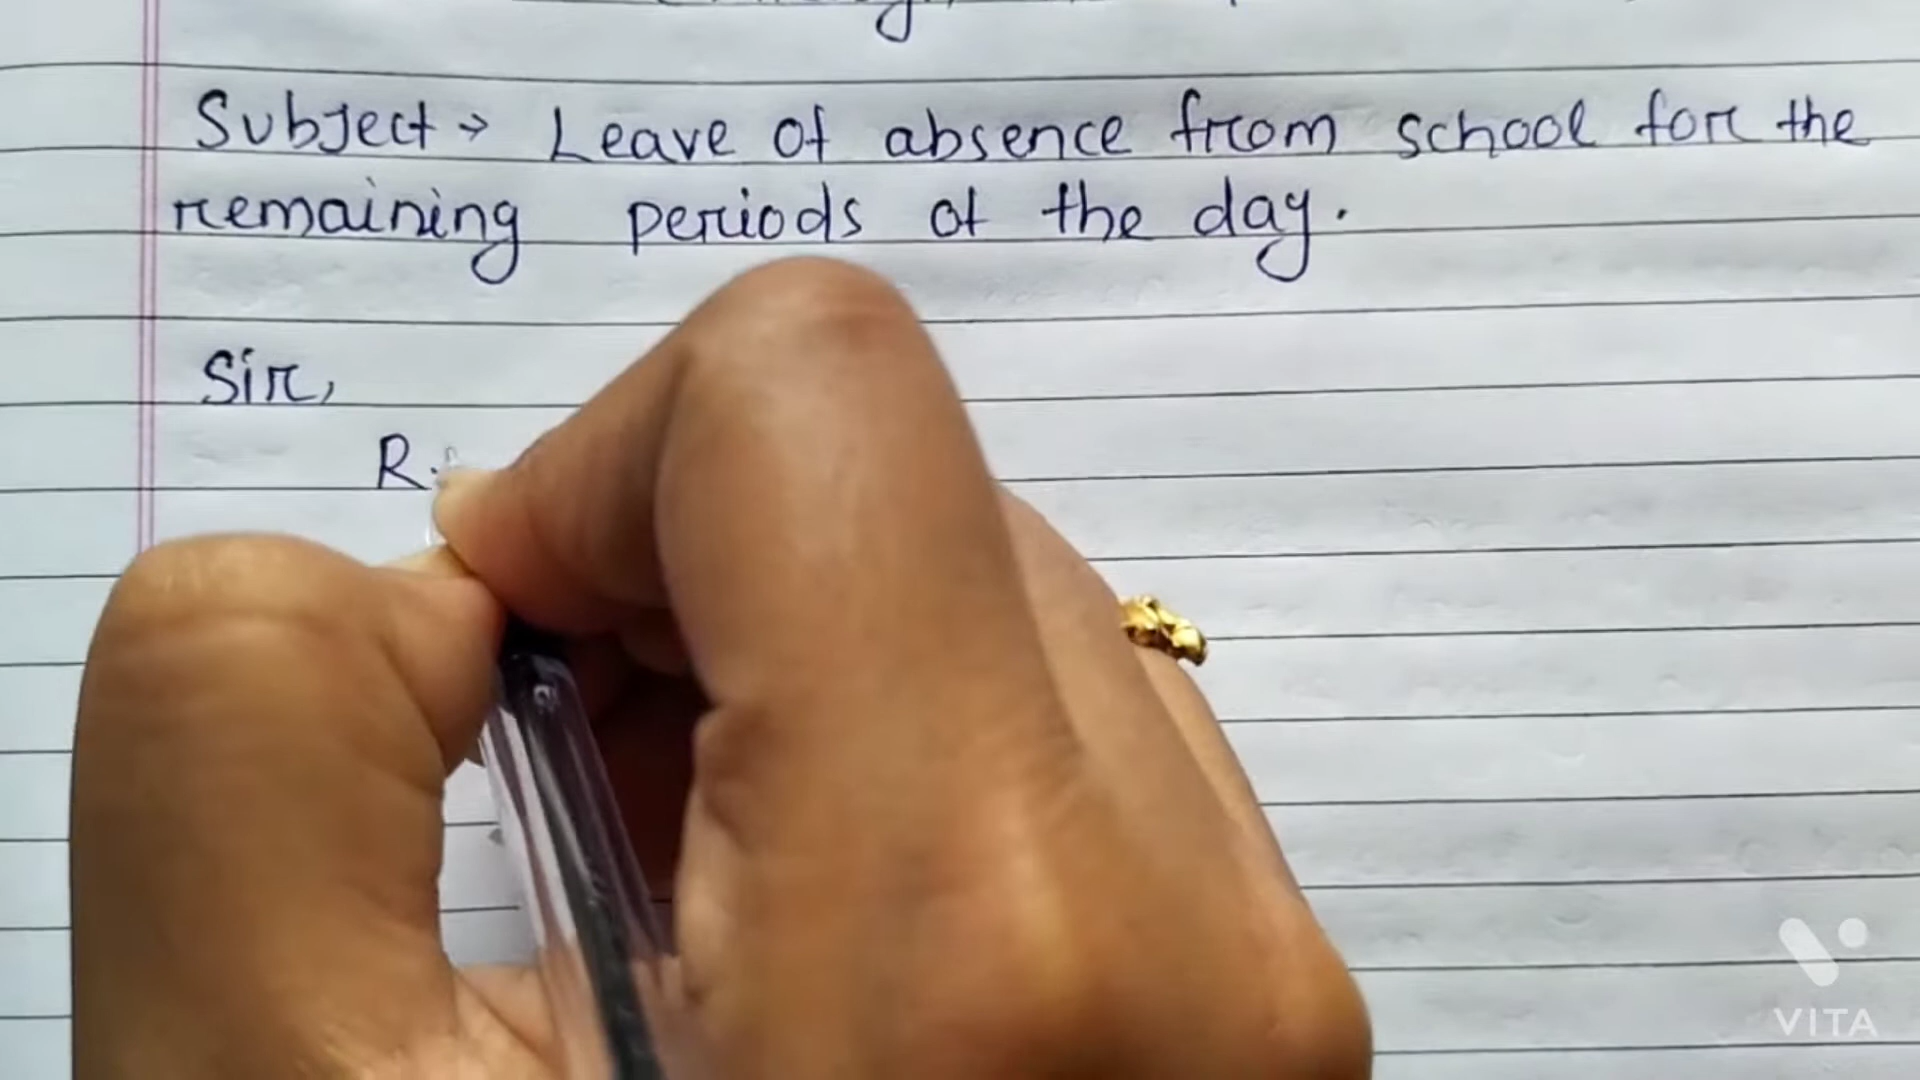 Subject → Leave of absence from school for the
remaining periods of the day.
Sir,
R
VITA